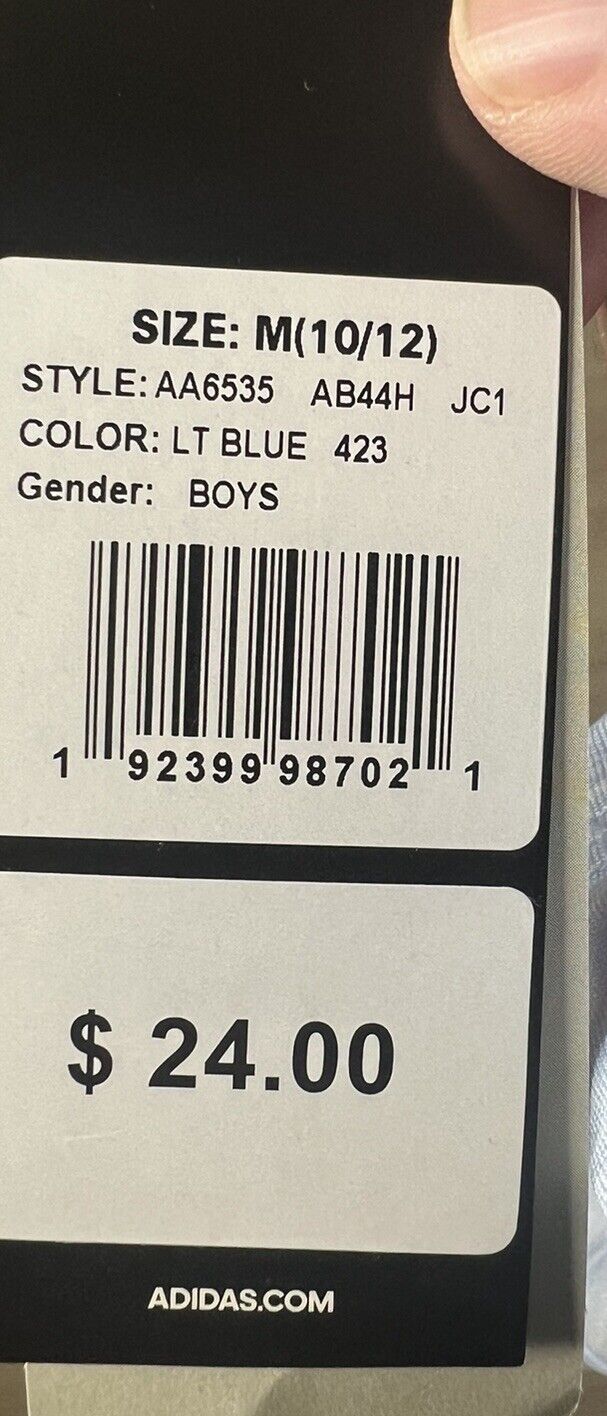 SIZE: M(10/12)
STYLE: AA6535 AB44H JC1
COLOR: LT BLUE 423
Gender: BOYS
1 92399 98702 1
$ 24.00
ADIDAS.COM